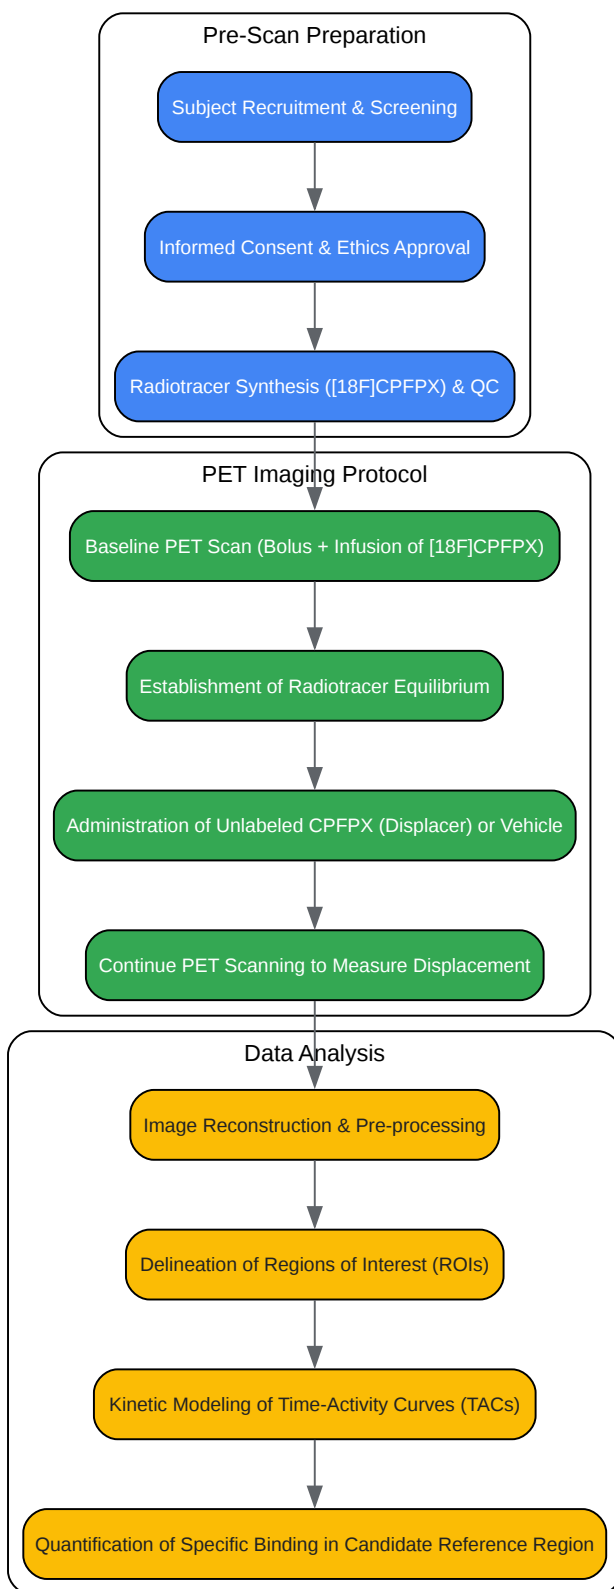 Pre-Scan Preparation
Subject Recruitment & Screening
Informed Consent & Ethics Approval
Radiotracer Synthesis ([18F]CPFPX) & QC
PET Imaging Protocol
Baseline PET Scan (Bolus + Infusion of [18F]CPFPX)
Establishment of Radiotracer Equilibrium
Administration of Unlabeled CPFPX (Displacer) or Vehicle
Continue PET Scanning to Measure Displacement
Data Analysis
Image Reconstruction & Pre-processing
Delineation of Regions of Interest (ROIs)
Kinetic Modeling of Time-Activity Curves (TACs)
Quantification of Specific Binding in Candidate Reference Region